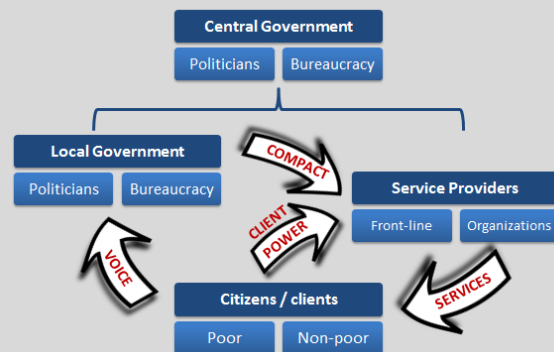 Central Government
Politicians
Bureaucracy
Local Government
Politicians
Bureaucracy
COMPACT
Service Providers
Front-line
Organizations
CLIENT
POWER
VOICE
SERVICES
Citizens / clients
Poor
Non-poor